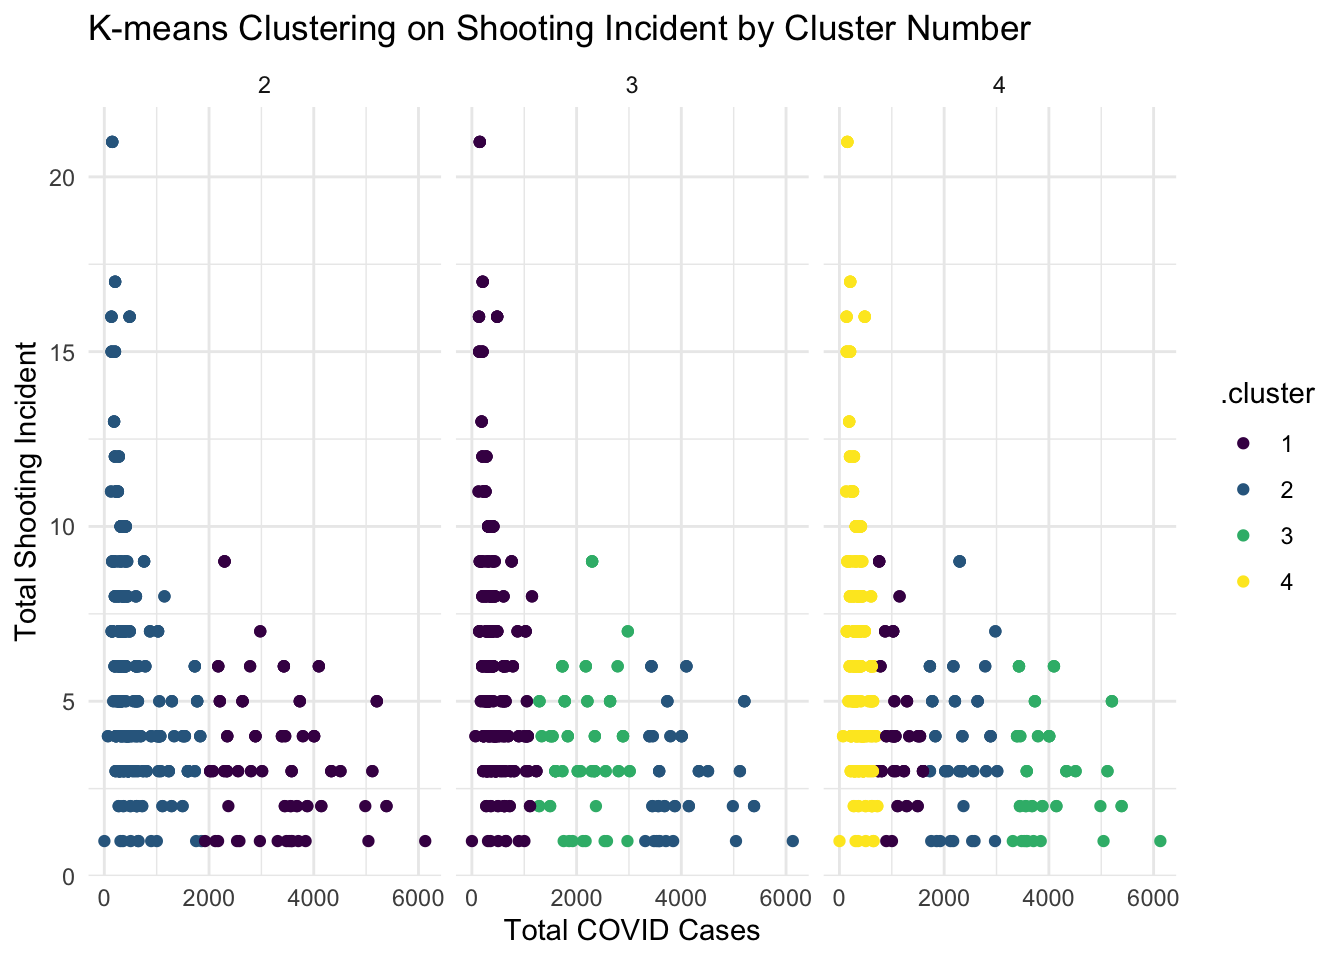 K-means Clustering on Shooting Incident by Cluster Number
2 3 4
Total Shooting Incident
20
15
10
5
0
0 2000 4000 6000 0 2000 4000 6000 0 2000 4000 6000
Total COVID Cases
.cluster
1
2
3
4